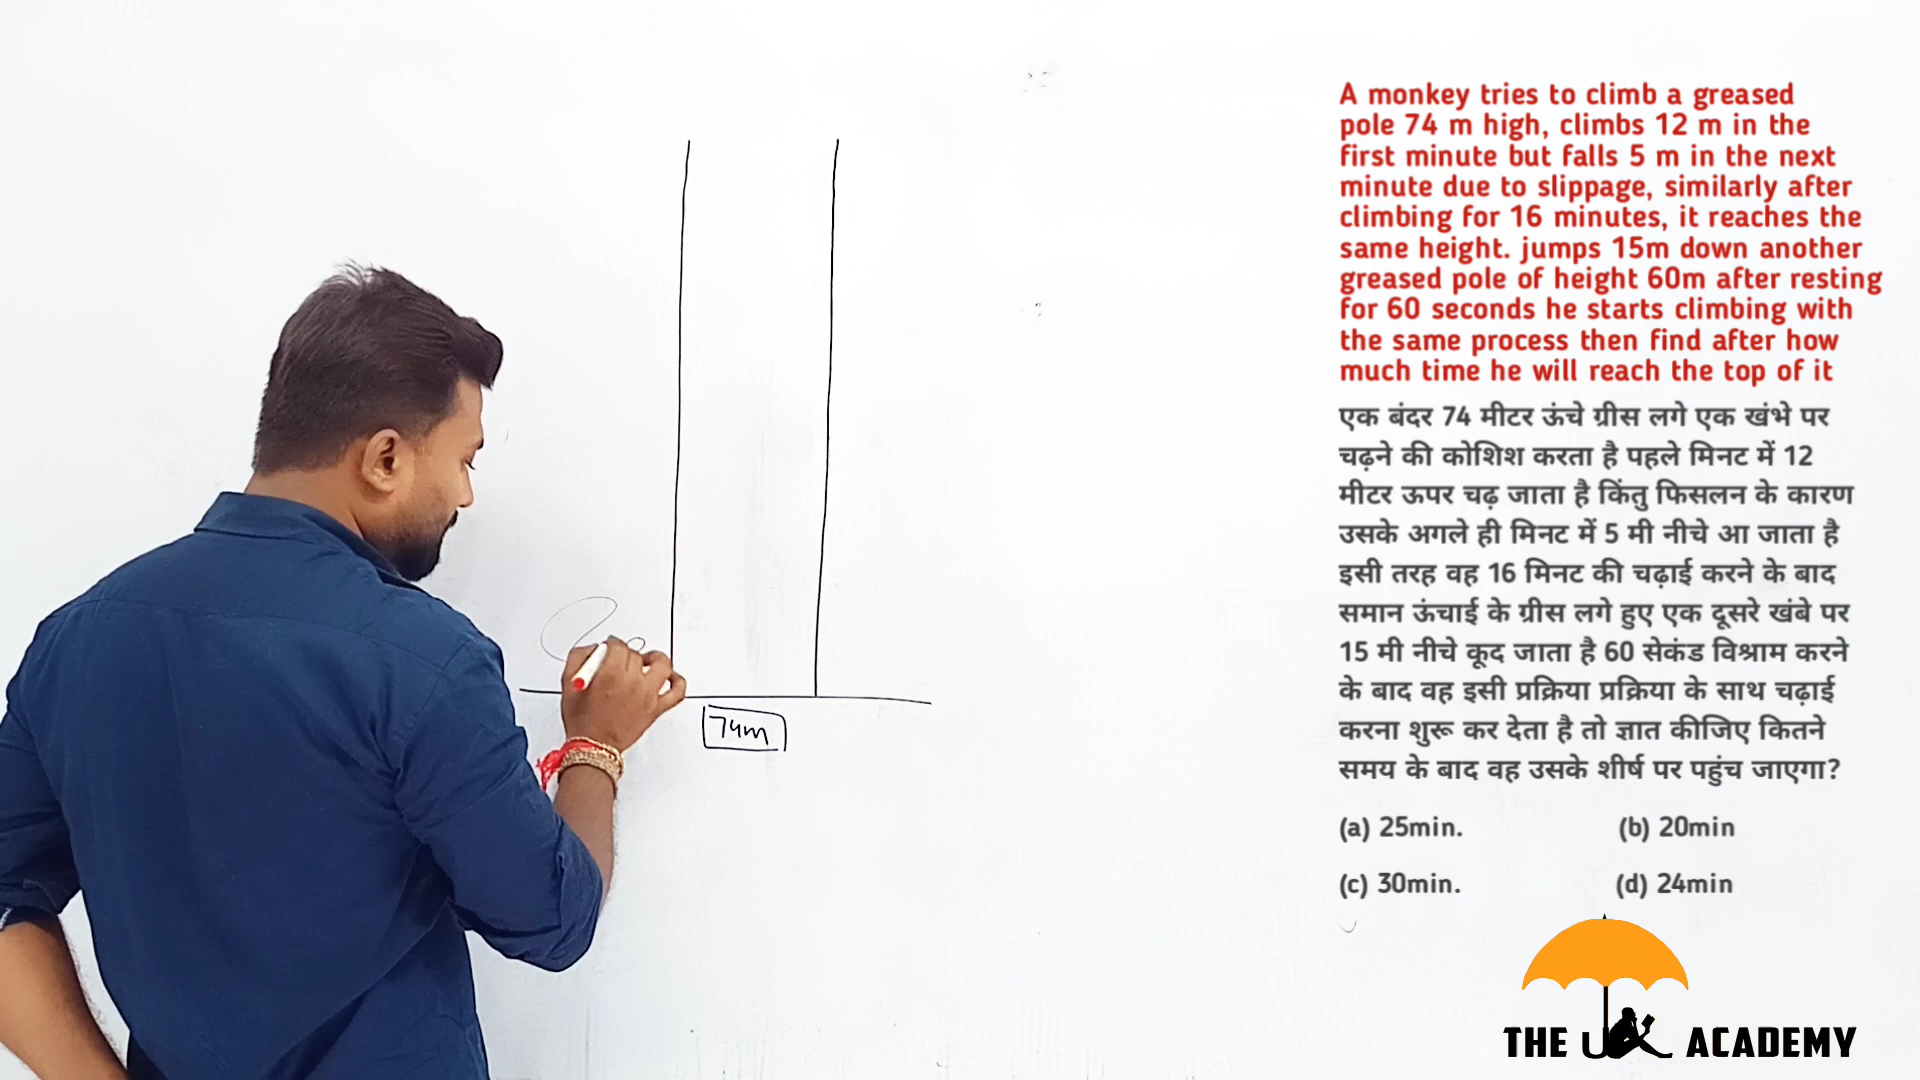 A monkey tries to climb a greased
pole 74 m high, climbs 12 m in the
first minute but falls 5 m in the next
minute due to slippage, similarly after
climbing for 16 minutes, it reaches the
same height. jumps 15m down another
greased pole of height 60m after resting
for 60 seconds he starts climbing with
the same process then find after how
much time he will reach the top of it
एक बंदर 74 मीटर ऊंचे ग्रीस लगे एक खंभे पर
चढ़ने की कोशिश करता है पहले मिनट में 12
मीटर ऊपर चढ़ जाता है किंतु फिसलन के कारण
उसके अगले ही मिनट में 5 मी नीचे आ जाता है
इसी तरह वह 16 मिनट की चढ़ाई करने के बाद
समान ऊंचाई के ग्रीस लगे हुए एक दूसरे खंबे पर
15 मी नीचे कूद जाता है 60 सेकंड विश्राम करने
के बाद वह इसी प्रक्रिया प्रक्रिया के साथ चढ़ाई
करना शुरू कर देता है तो ज्ञात कीजिए कितने
समय के बाद वह उसके शीर्ष पर पहुंच जाएगा?
(a) 25min. (b) 20min
(c) 30min. (d) 24min
74m
THE UK ACADEMY